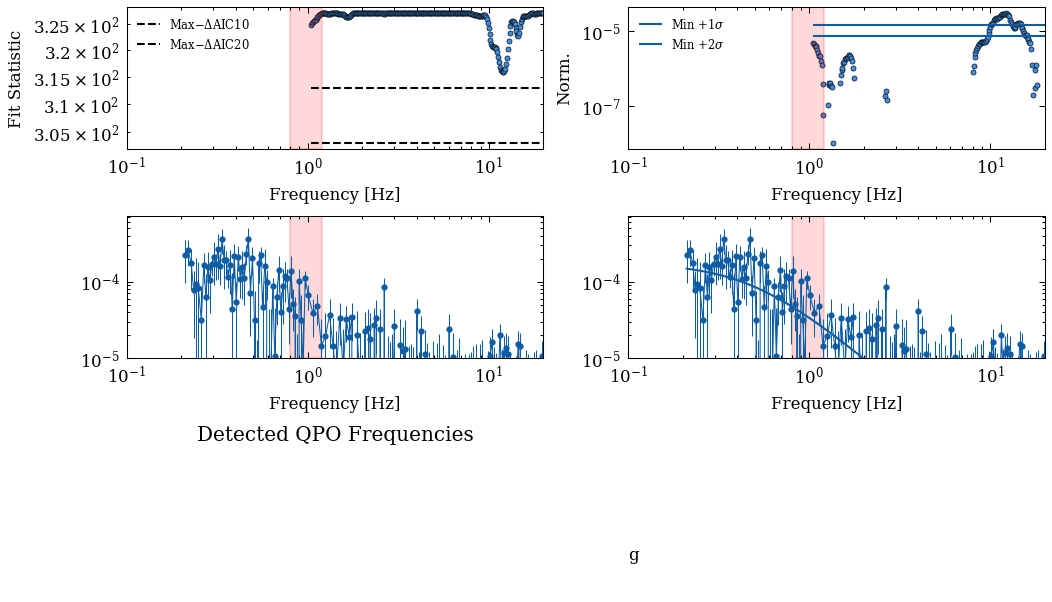 Fit Statistic
3.25 × 10²
3.2 × 10²
3.15 × 10²
3.1 × 10²
3.05 × 10²
Max−ΔAIC10
Max−ΔAIC20
10⁻¹ 10⁰ 10¹
Frequency [Hz]
Norm.
10⁻⁵
10⁻⁷
Min +1σ
Min +2σ
10⁻¹ 10⁰ 10¹
Frequency [Hz]
10⁻⁴
10⁻⁵
10⁻¹ 10⁰ 10¹
Frequency [Hz]
10⁻⁴
10⁻⁵
10⁻¹ 10⁰ 10¹
Frequency [Hz]
Detected QPO Frequencies
g